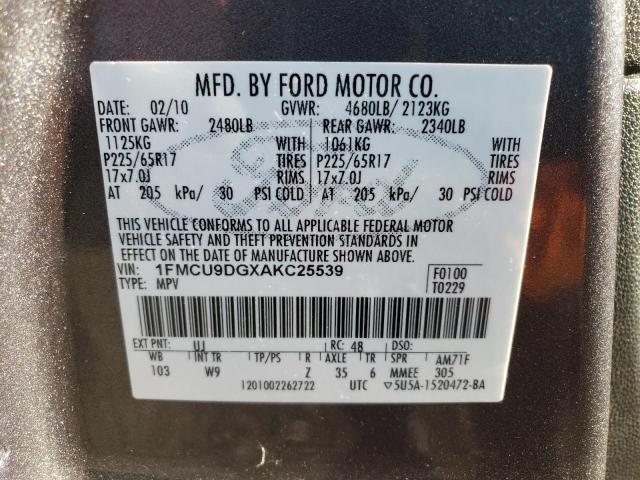 MFD. BY FORD MOTOR CO.
DATE: 02/10 GVWR: 4680LB/ 2123KG
FRONT GAWR: 2480LB REAR GAWR: 2340LB
1125KG WITH 1061KG WITH
P225/65R17 TIRES P225/65R17 TIRES
17x7.0J RIMS 17x7.0J RIMS
AT 205 kPa/ 30 PSI COLD AT 205 kPa/ 30 PSI COLD
THIS VEHICLE CONFORMS TO ALL APPLICABLE FEDERAL MOTOR
VEHICLE SAFETY AND THEFT PREVENTION STANDARDS IN
EFFECT ON THE DATE OF MANUFACTURE SHOWN ABOVE.
VIN: 1FMCU9DGXAKC25539 F0100
TYPE: MPV T0229
EXT PNT: UJ RC: 48 DSO:
WB INT TR TP/PS R AXLE TR SPR AM71F
103 W9 Z 35 6 MMEE 305
1201002262722 UTC ▽5U5A-1520472-BA